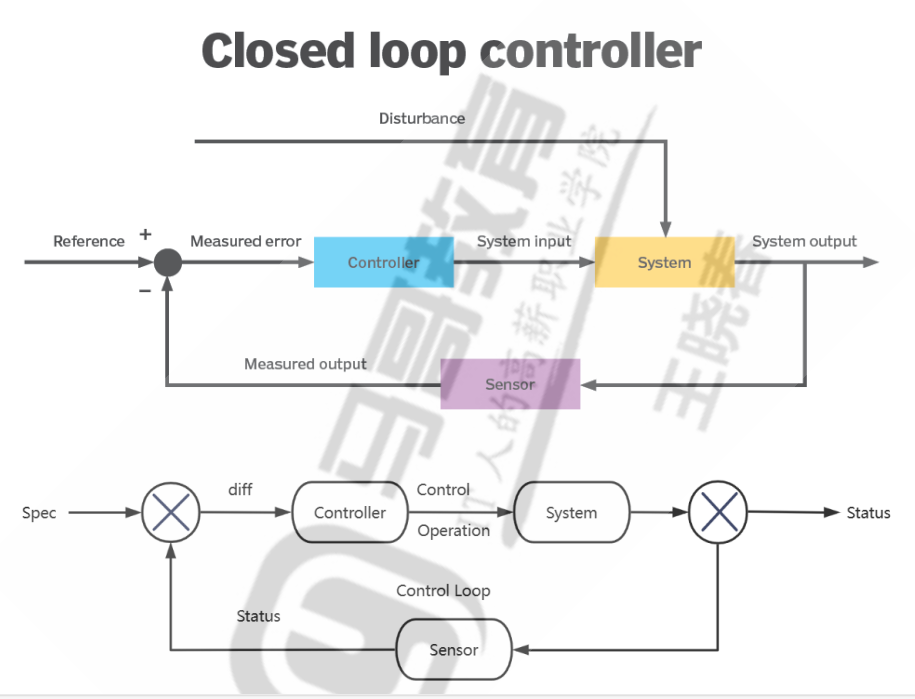 Closed loop controller
Disturbance
Reference
+
Measured error
Controller
System input
System
System output
−
Measured output
Sensor
Spec
diff
Controller
Control
Operation
System
Status
Control Loop
Status
Sensor
马哥教育
IT人的高薪职业学院
王晓春